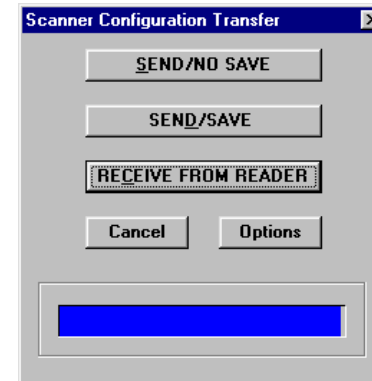 Scanner Configuration Transfer
SEND/NO SAVE
SEND/SAVE
RECEIVE FROM READER
Cancel Options